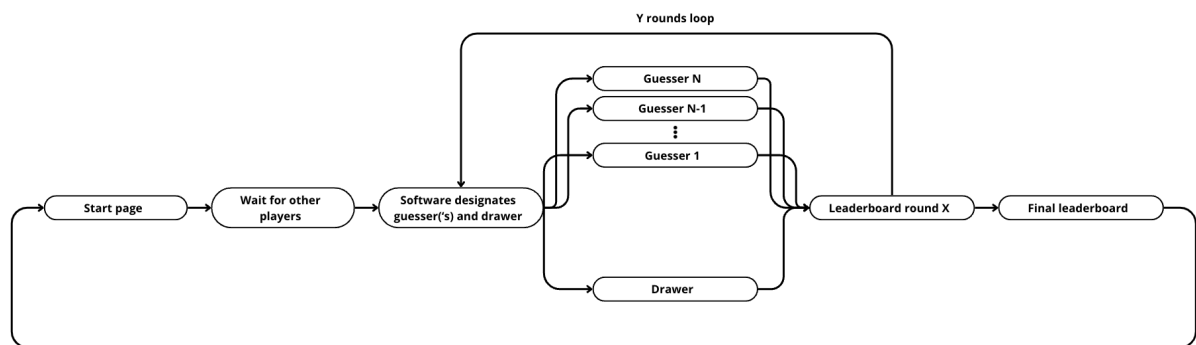 Y rounds loop
Guesser N
Guesser N-1
Guesser 1
Start page
Wait for other
players
Software designates
guesser(‘s) and drawer
Leaderboard round X
Final leaderboard
Drawer